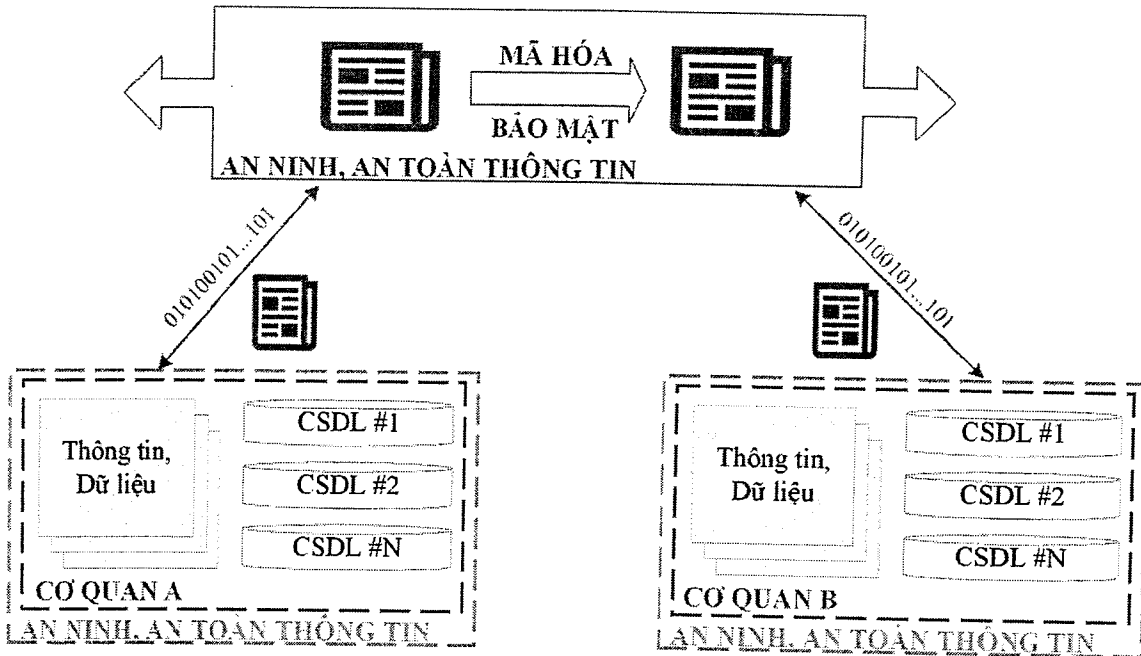 MÃ HÓA
BẢO MẬT
AN NINH, AN TOÀN THÔNG TIN
010100101...101
010100101...101
Thông tin,
Dữ liệu
CSDL #1
CSDL #2
CSDL #N
CƠ QUAN A
AN NINH, AN TOÀN THÔNG TIN
Thông tin,
Dữ liệu
CSDL #1
CSDL #2
CSDL #N
CƠ QUAN B
AN NINH, AN TOÀN THÔNG TIN